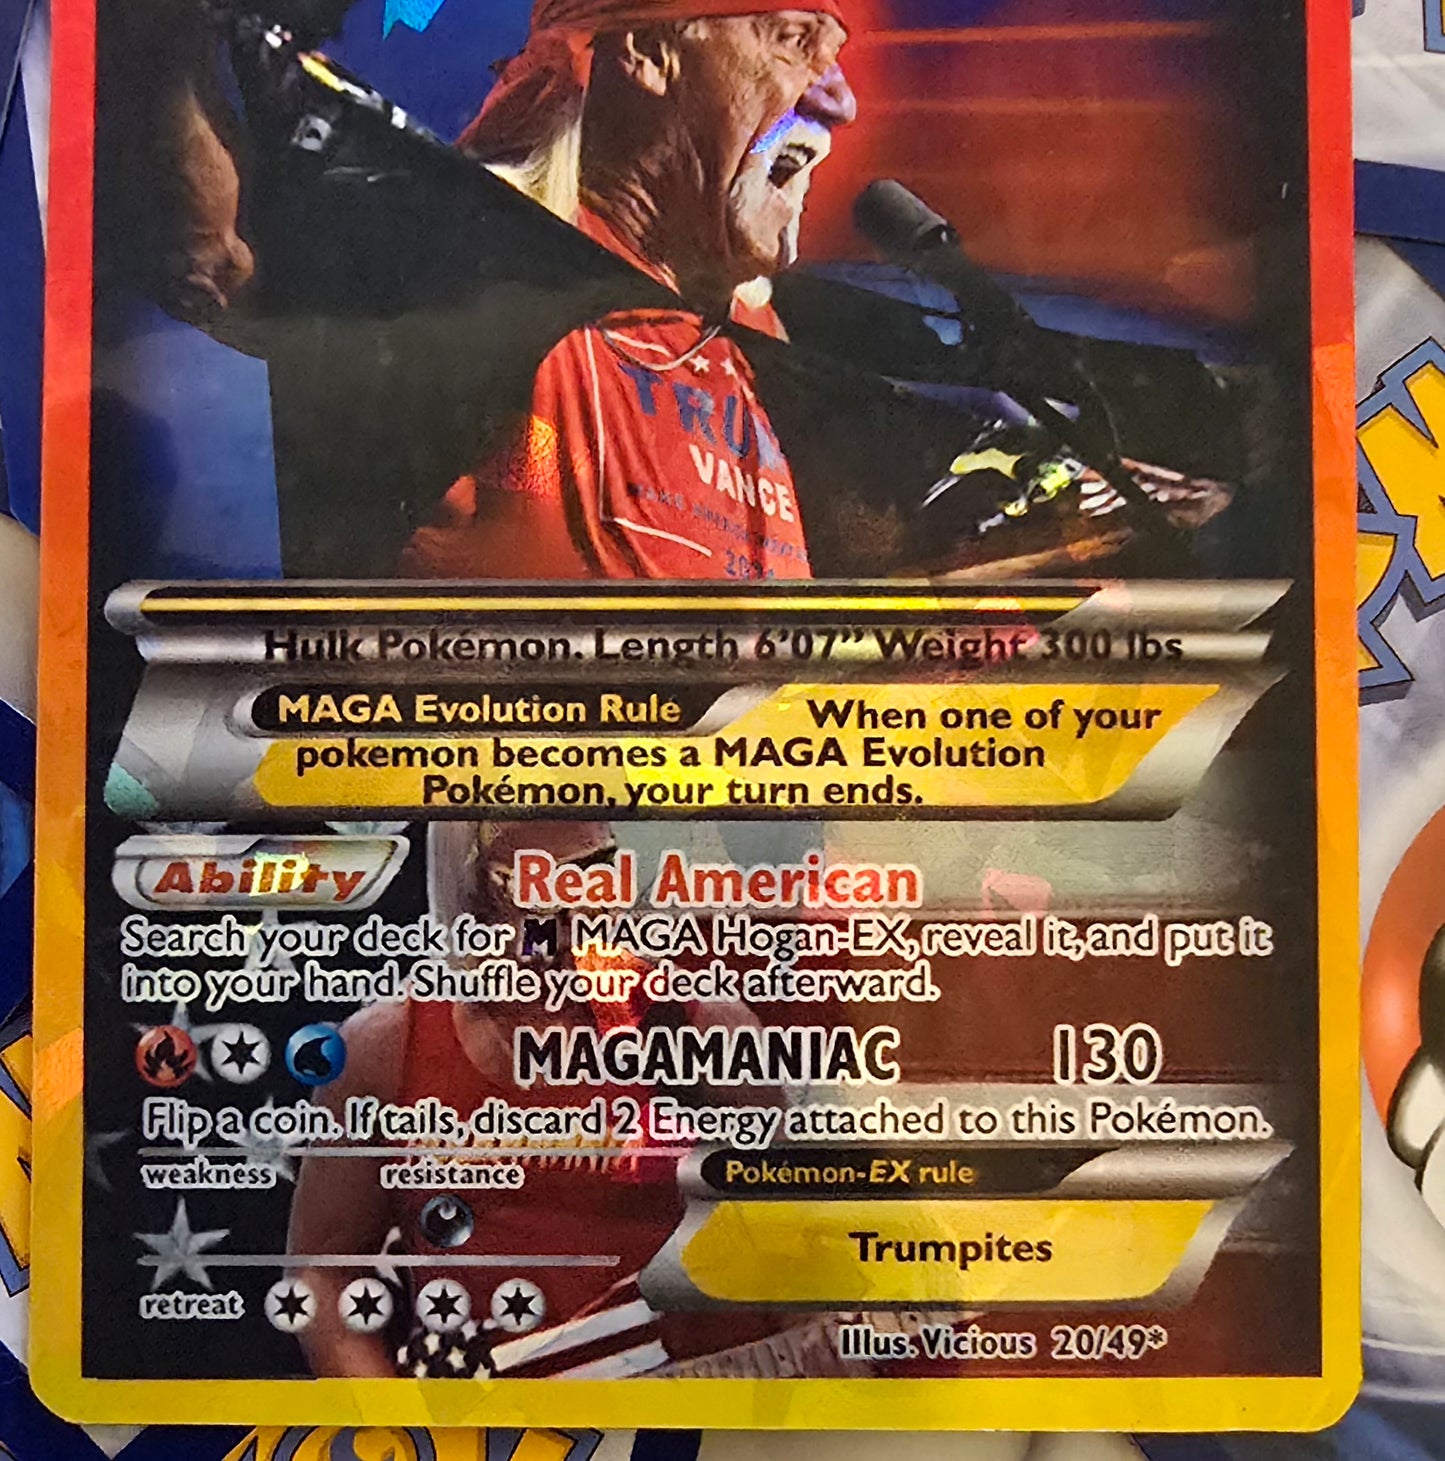 TRUM
VANCE
Hulk Pokémon. Length 6'07" Weight 300 lbs
MAGA Evolution Rule When one of your
pokemon becomes a MAGA Evolution
Pokémon, your turn ends.
Ability Real American
Search your deck for M MAGA Hogan-EX, reveal it, and put it
into your hand. Shuffle your deck afterward.
MAGAMANIAC 130
Flip a coin. If tails, discard 2 Energy attached to this Pokémon.
weakness resistance Pokémon-EX rule
Trumpites
retreat
Illus. Vicious 20/49*